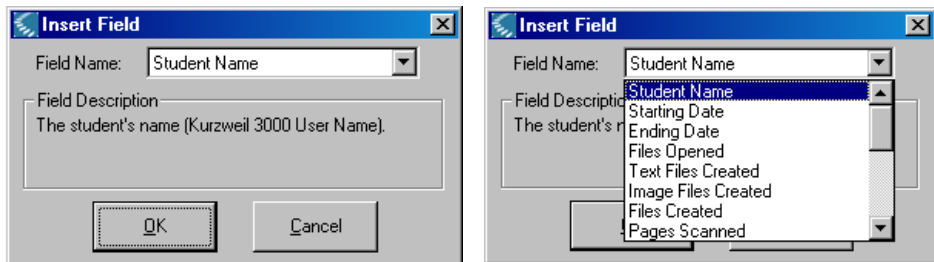 Insert Field
Field Name: Student Name
Field Description
The student's name (Kurzweil 3000 User Name).
OK Cancel
Insert Field
Field Name: Student Name
Student Name
Field Descriptio
Starting Date
The student's n
Ending Date
Files Opened
Text Files Created
Image Files Created
Files Created
Pages Scanned